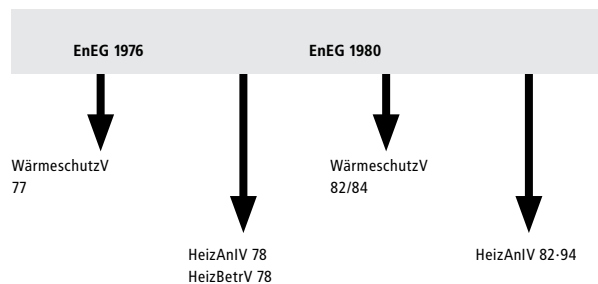 EnEG 1976
EnEG 1980
WärmeschutzV
77
WärmeschutzV
82/84
HeizAnlV 78
HeizBetrV 78
HeizAnlV 82·94